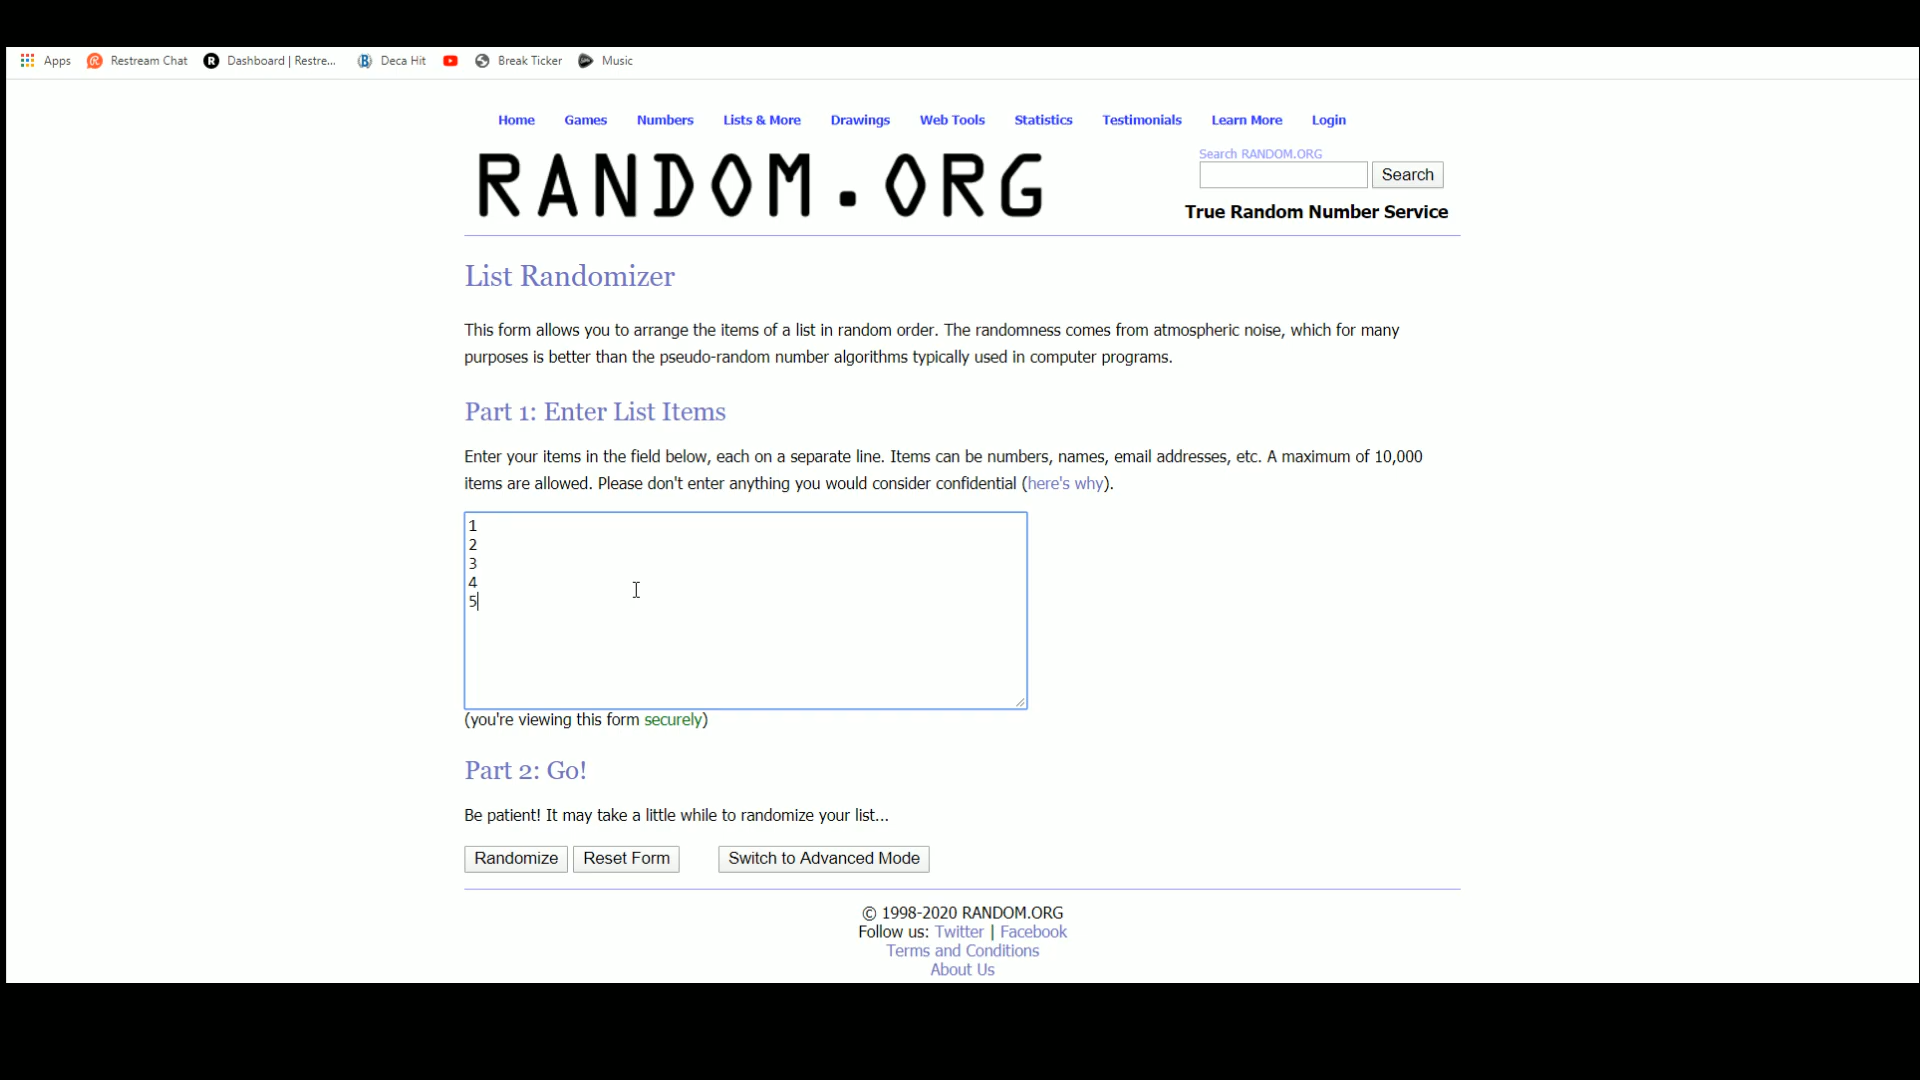 Apps Restream Chat Dashboard | Restre... Deca Hit Break Ticker Music
Home Games Numbers Lists & More Drawings Web Tools Statistics Testimonials Learn More Login
RANDOM.ORG
Search RANDOM.ORG
Search
True Random Number Service
List Randomizer
This form allows you to arrange the items of a list in random order. The randomness comes from atmospheric noise, which for many
purposes is better than the pseudo-random number algorithms typically used in computer programs.
Part 1: Enter List Items
Enter your items in the field below, each on a separate line. Items can be numbers, names, email addresses, etc. A maximum of 10,000
items are allowed. Please don't enter anything you would consider confidential (here's why).
1
2
3
4
5
(you're viewing this form securely)
Part 2: Go!
Be patient! It may take a little while to randomize your list...
Randomize Reset Form Switch to Advanced Mode
© 1998-2020 RANDOM.ORG
Follow us: Twitter | Facebook
Terms and Conditions
About Us